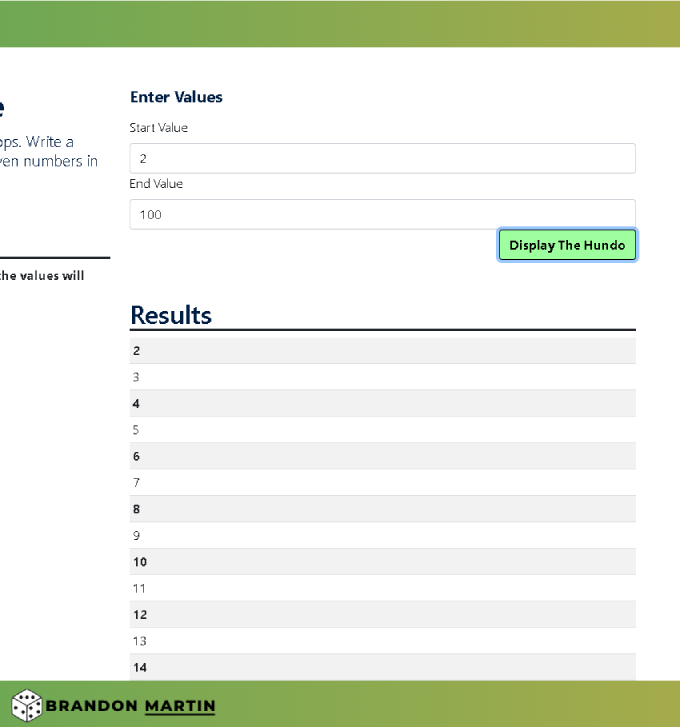 e
ops. Write a
ven numbers in
the values will
Enter Values
Start Value
2
End Value
100
Display The Hundo
Results
2
3
4
5
6
7
8
9
10
11
12
13
14
BRANDON MARTIN